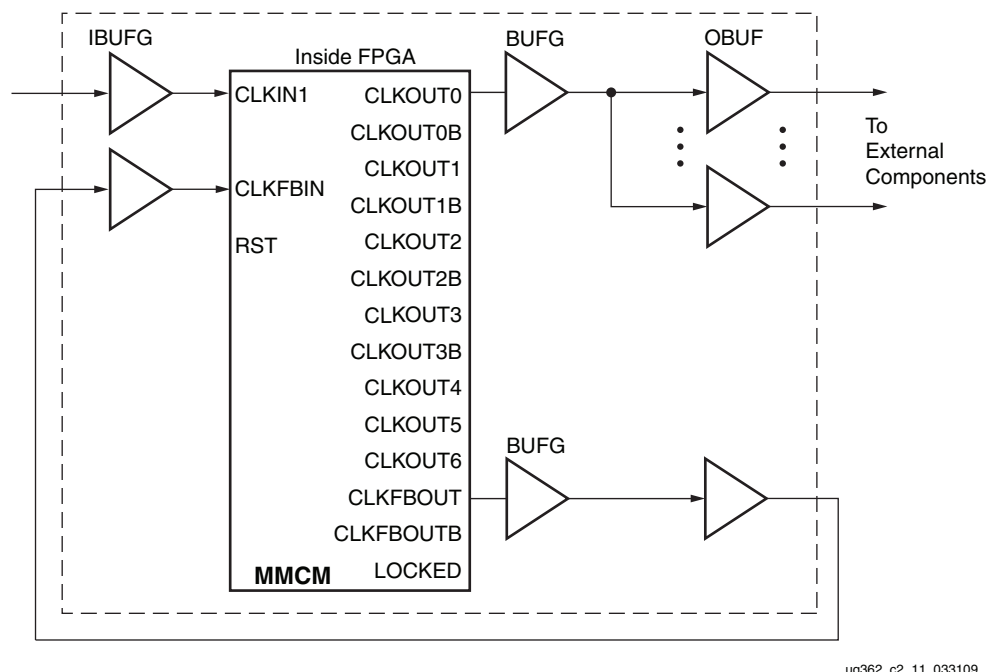 IBUFG
BUFG
OBUF
Inside FPGA
CLKIN1
CLKFBIN
RST
CLKOUT0
CLKOUT0B
CLKOUT1
CLKOUT1B
CLKOUT2
CLKOUT2B
CLKOUT3
CLKOUT3B
CLKOUT4
CLKOUT5
CLKOUT6
CLKFBOUT
CLKFBOUTB
LOCKED
MMCM
BUFG
To
External
Components
ug362_c2_11_033109